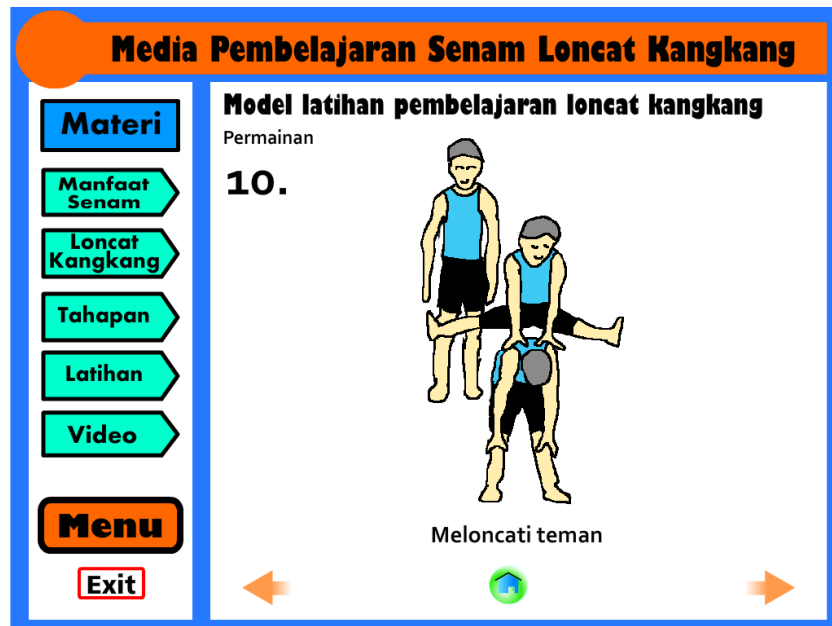 Media Pembelajaran Senam Loncat Kangkang
Materi
Manfaat
Senam
Loncat
Kangkang
Tahapan
Latihan
Video
Menu
Exit
Model latihan pembelajaran loncat kangkang
Permainan
10.
Meloncati teman